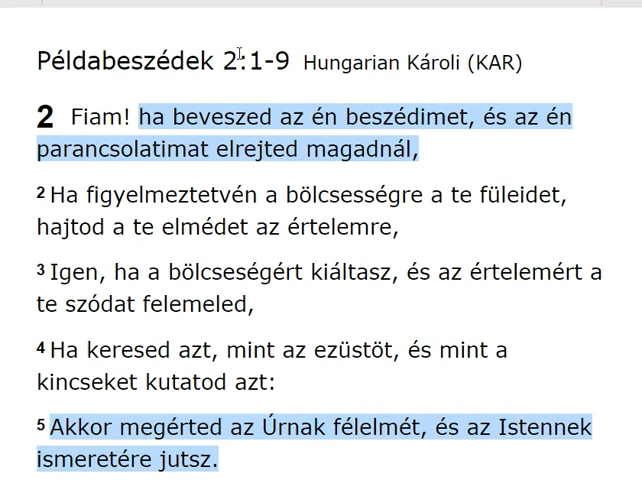 Példabeszédek 2:1-9 Hungarian Károli (KAR)
2 Fiam! ha beveszed az én beszédimet, és az én
parancsolatimat elrejted magadnál,
2 Ha figyelmeztetvén a bölcsességre a te füleidet,
hajtod a te elmédet az értelemre,
3 Igen, ha a bölcseségért kiáltasz, és az értelemért a
te szódat felemeled,
4 Ha keresed azt, mint az ezüstöt, és mint a
kincseket kutatod azt:
5 Akkor megérted az Úrnak félelmét, és az Istennek
ismeretére jutsz.